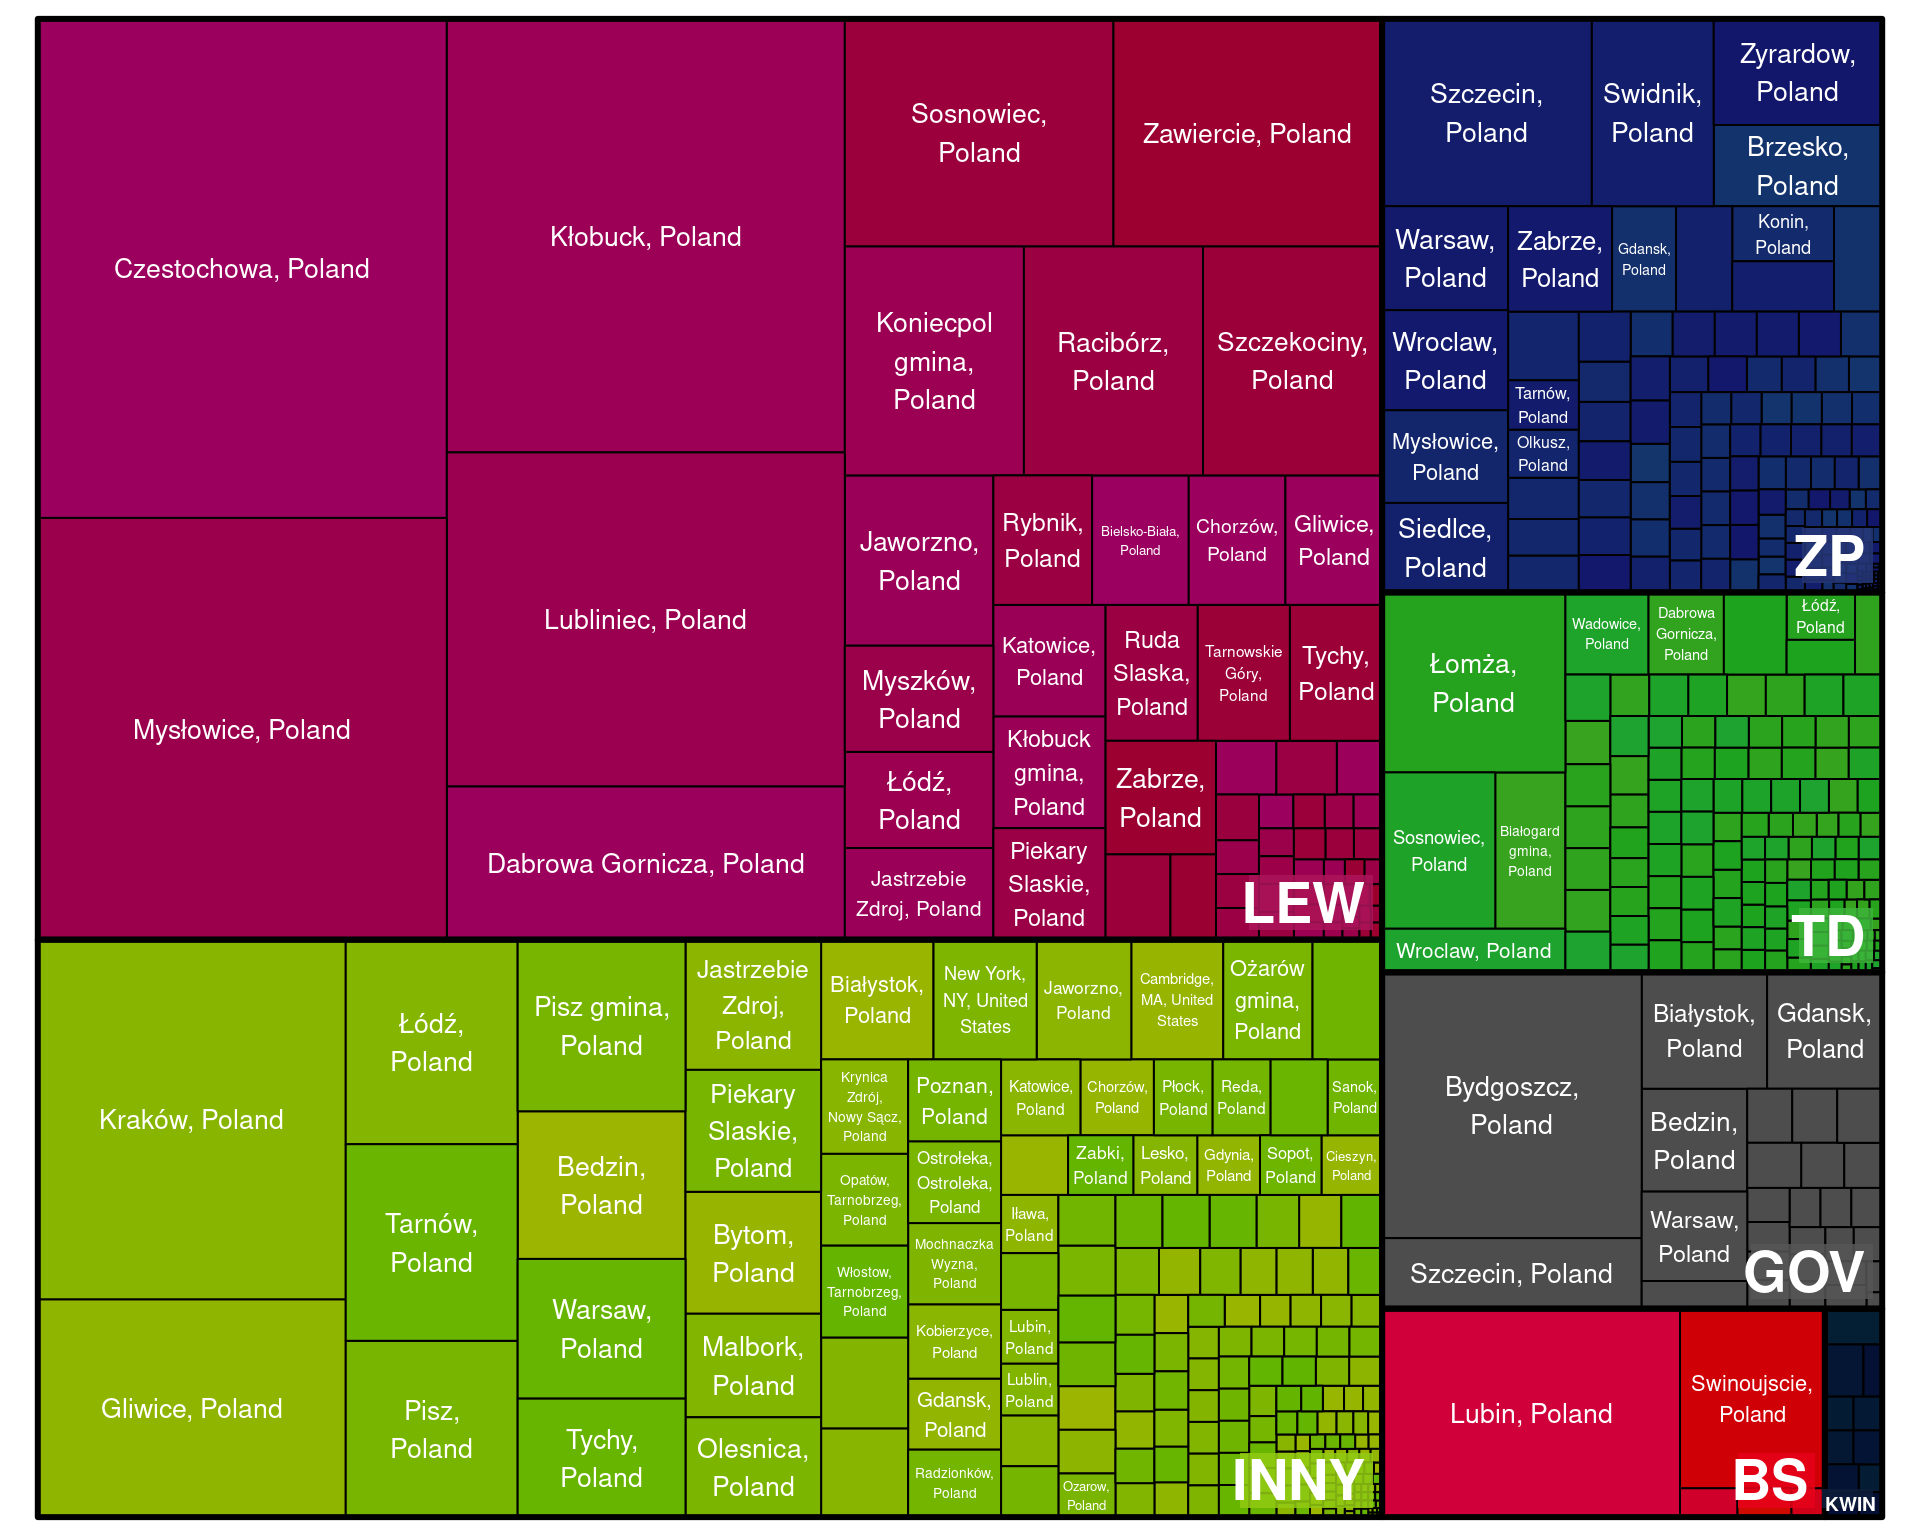 Czestochowa, Poland
Mysłowice, Poland
Kłobuck, Poland
Lubliniec, Poland
Dabrowa Gornicza, Poland
Sosnowiec,
Poland
Zawiercie, Poland
Koniecpol
gmina,
Poland
Racibórz,
Poland
Szczekociny,
Poland
Jaworzno,
Poland
Myszków,
Poland
Łódź,
Poland
Jastrzebie
Zdroj, Poland
Rybnik,
Poland
Bielsko-Biała,
Poland
Chorzów,
Poland
Gliwice,
Poland
Katowice,
Poland
Kłobuck
gmina,
Poland
Piekary
Slaskie,
Poland
Ruda
Slaska,
Poland
Tarnowskie
Góry,
Poland
Tychy,
Poland
Zabrze,
Poland
LEW
Szczecin,
Poland
Swidnik,
Poland
Zyrardow,
Poland
Brzesko,
Poland
Warsaw,
Poland
Zabrze,
Poland
Gdansk,
Poland
Konin,
Poland
Wroclaw,
Poland
Mysłowice,
Poland
Siedlce,
Poland
Tarnów,
Poland
Olkusz,
Poland
ZP
Łomża,
Poland
Wadowice,
Poland
Dabrowa
Gornicza,
Poland
Łódź,
Poland
Sosnowiec,
Poland
Białogard
gmina,
Poland
Wroclaw, Poland
TD
Kraków, Poland
Gliwice, Poland
Łódź,
Poland
Tarnów,
Poland
Pisz,
Poland
Pisz gmina,
Poland
Bedzin,
Poland
Warsaw,
Poland
Tychy,
Poland
Jastrzebie
Zdroj,
Poland
Piekary
Slaskie,
Poland
Bytom,
Poland
Malbork,
Poland
Olesnica,
Poland
Białystok,
Poland
New York,
NY, United
States
Jaworzno,
Poland
Cambridge,
MA, United
States
Ożarów
gmina,
Poland
Krynica
Zdrój,
Nowy Sącz,
Poland
Opatów,
Tarnobrzeg,
Poland
Włostow,
Tarnobrzeg,
Poland
Poznan,
Poland
Ostrołeka,
Ostroleka,
Poland
Mochnaczka
Wyzna,
Poland
Kobierzyce,
Poland
Gdansk,
Poland
Radzionków,
Poland
Katowice,
Poland
Chorzów,
Poland
Płock,
Poland
Reda,
Poland
Sanok,
Poland
Zabki,
Poland
Lesko,
Poland
Gdynia,
Poland
Sopot,
Poland
Cieszyn,
Poland
Iława,
Poland
Lubin,
Poland
Lublin,
Poland
Ozarow,
Poland
INNY
Bydgoszcz,
Poland
Szczecin, Poland
Białystok,
Poland
Gdansk,
Poland
Bedzin,
Poland
Warsaw,
Poland
GOV
Lubin, Poland
Swinoujscie,
Poland
BS
KWIN